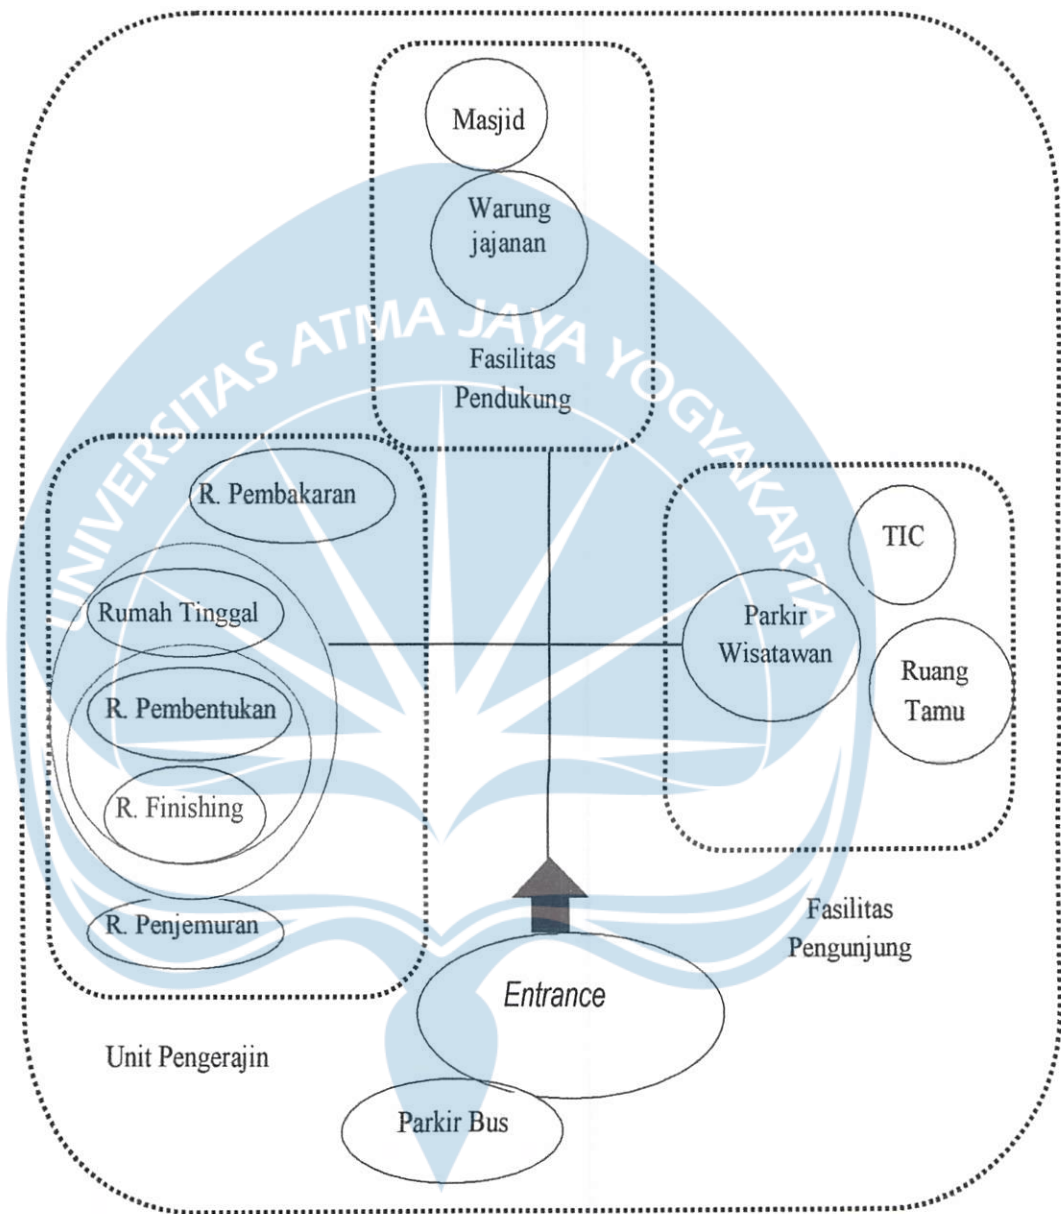 Masjid
Warung
jajanan
UNIVERSITAS ATMA JAYA YOGYAKARTA
Fasilitas
Pendukung
R. Pembakaran
TIC
Rumah Tinggal
Parkir
Wisatawan
Ruang
Tamu
R. Pembentukan
R. Finishing
R. Penjemuran
Fasilitas
Pengunjung
Entrance
Unit Pengerajin
Parkir Bus